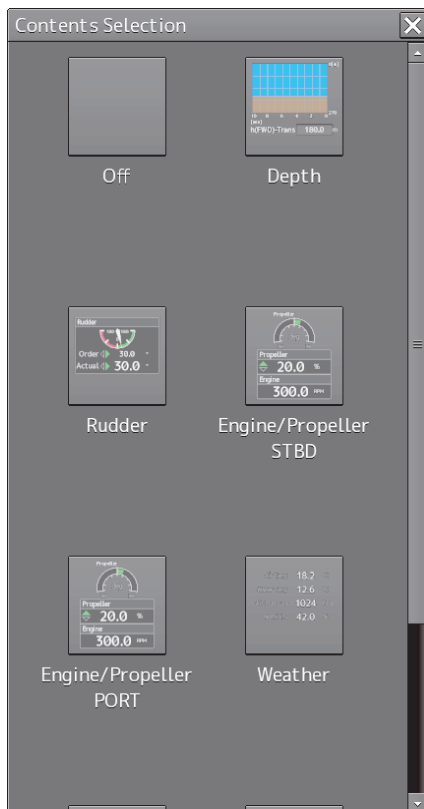 Contents Selection
Off
h(FWD)-Trans 180.0
Depth
Rudder
Order 30.0 °
Actual 30.0 °
Rudder
Propeller
Propeller
20.0 %
Engine
300.0 RPM
Engine/Propeller
STBD
Propeller
Propeller
20.0 %
Engine
300.0 RPM
Engine/Propeller
PORT
18.2
12.6
1024
42.0
Weather